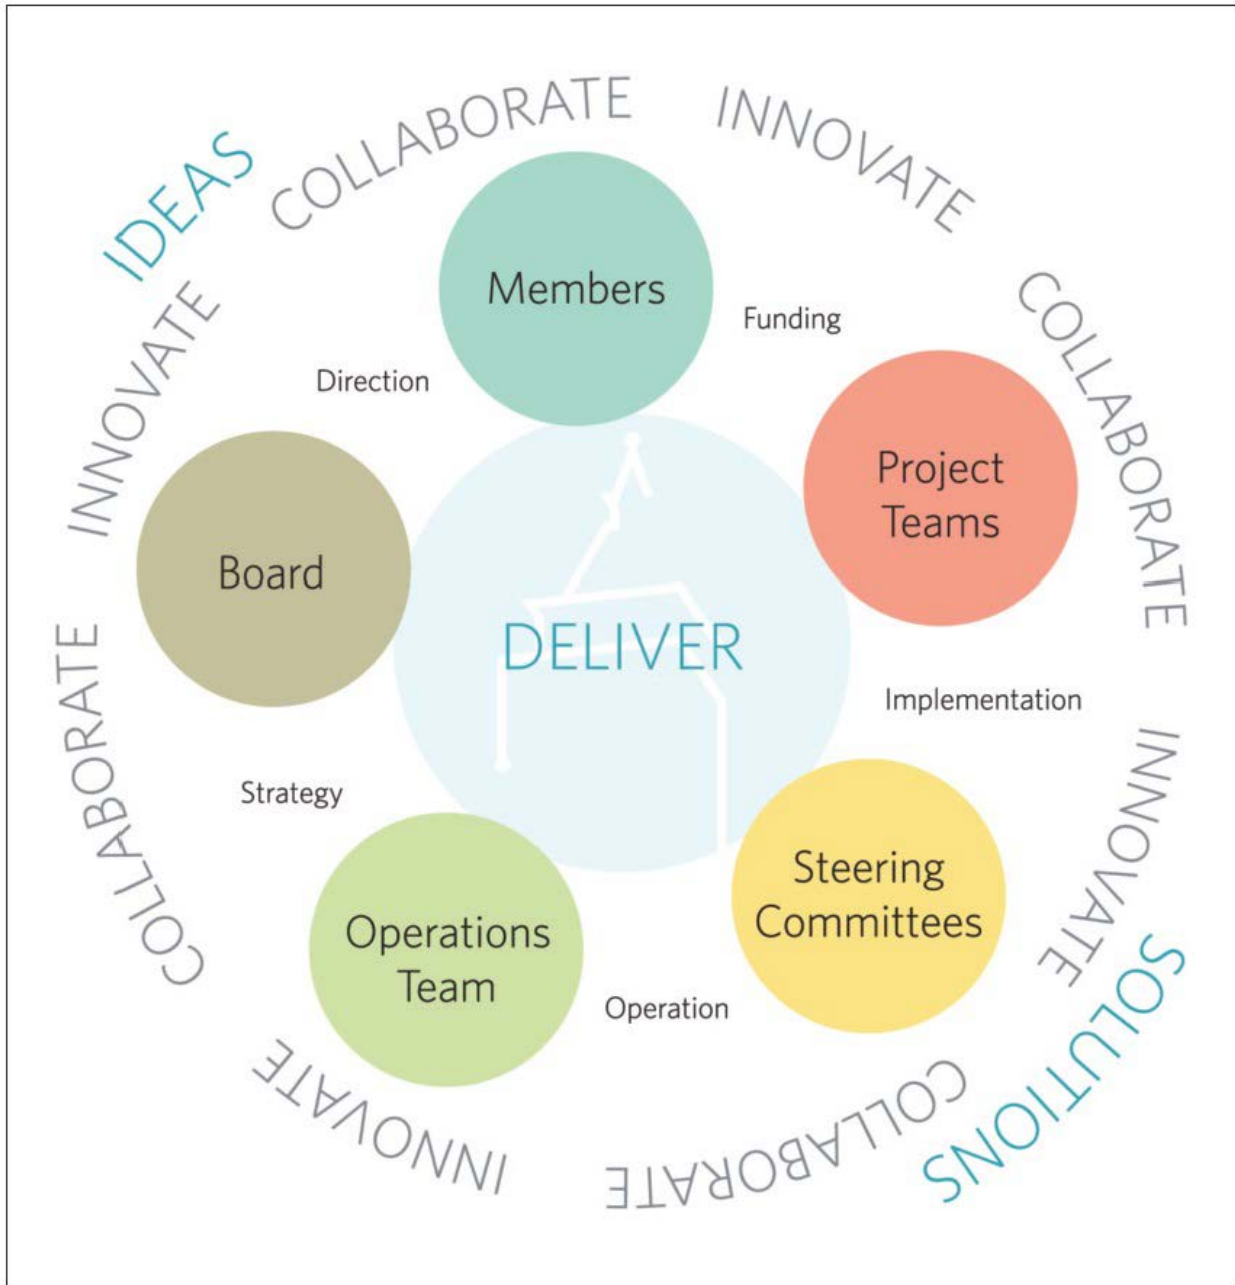 IDEAS
COLLABORATE
INNOVATE
COLLABORATE
INNOVATE
SOLUTIONS
COLLABORATE
INNOVATE
COLLABORATE
INNOVATE
Members
Funding
Project
Teams
Implementation
Steering
Committees
Operation
Operations
Team
Strategy
Board
Direction
DELIVER